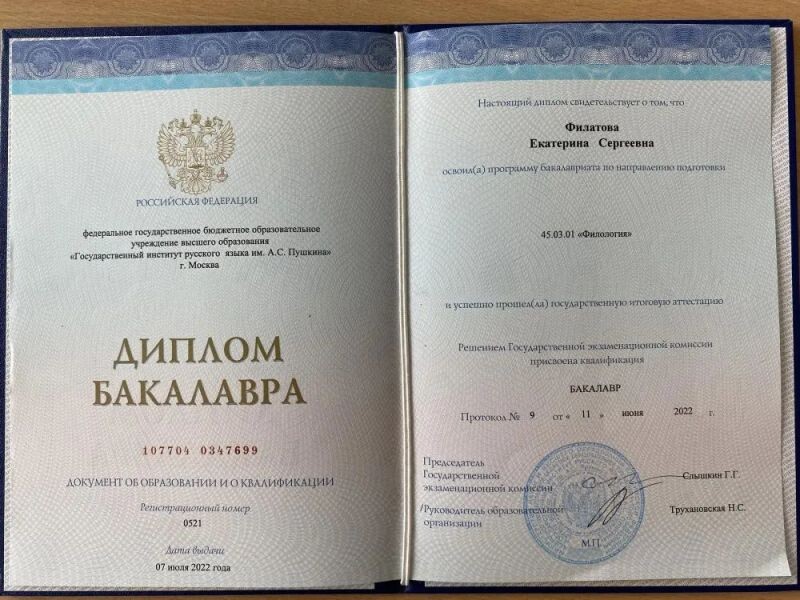 РОССИЙСКАЯ ФЕДЕРАЦИЯ
федеральное государственное бюджетное образовательное
учреждение высшего образования
«Государственный институт русского языка им. А.С. Пушкина»
г. Москва
ДИПЛОМ
БАКАЛАВРА
107704 0347699
ДОКУМЕНТ ОБ ОБРАЗОВАНИИ И О КВАЛИФИКАЦИИ
Регистрационный номер
0521
Дата выдачи
07 июля 2022 года
Настоящий диплом свидетельствует о том, что
Филатова
Екатерина Сергеевна
освоил(а) программу бакалавриата по направлению подготовки
45.03.01 «Филология»
и успешно прошел(ла) государственную итоговую аттестацию
Решением Государственной экзаменационной комиссии
присвоена квалификация
БАКАЛАВР
Протокол № 9 от « 11 » июня 2022 г.
Председатель
Государственной
экзаменационной комиссии Слышкин Г.Г.
Руководитель образовательной
организации Трухановская Н.С.
М.П.